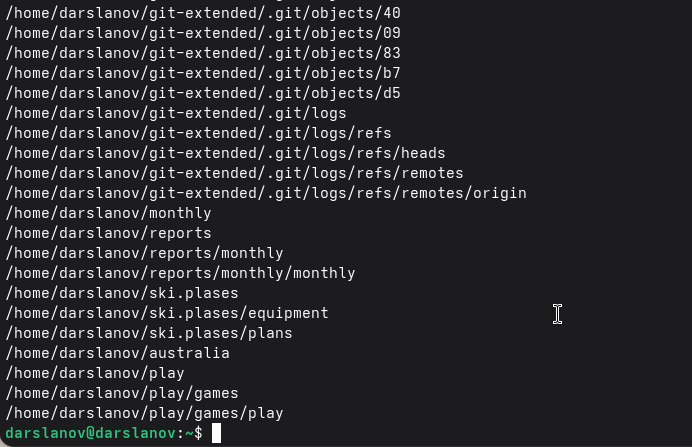 /home/darslanov/git-extended/.git/objects/40
/home/darslanov/git-extended/.git/objects/09
/home/darslanov/git-extended/.git/objects/83
/home/darslanov/git-extended/.git/objects/b7
/home/darslanov/git-extended/.git/objects/d5
/home/darslanov/git-extended/.git/logs
/home/darslanov/git-extended/.git/logs/refs
/home/darslanov/git-extended/.git/logs/refs/heads
/home/darslanov/git-extended/.git/logs/refs/remotes
/home/darslanov/git-extended/.git/logs/refs/remotes/origin
/home/darslanov/monthly
/home/darslanov/reports
/home/darslanov/reports/monthly
/home/darslanov/reports/monthly/monthly
/home/darslanov/ski.plases
/home/darslanov/ski.plases/equipment
/home/darslanov/ski.plases/plans
/home/darslanov/australia
/home/darslanov/play
/home/darslanov/play/games
/home/darslanov/play/games/play
darslanov@darslanov:~$